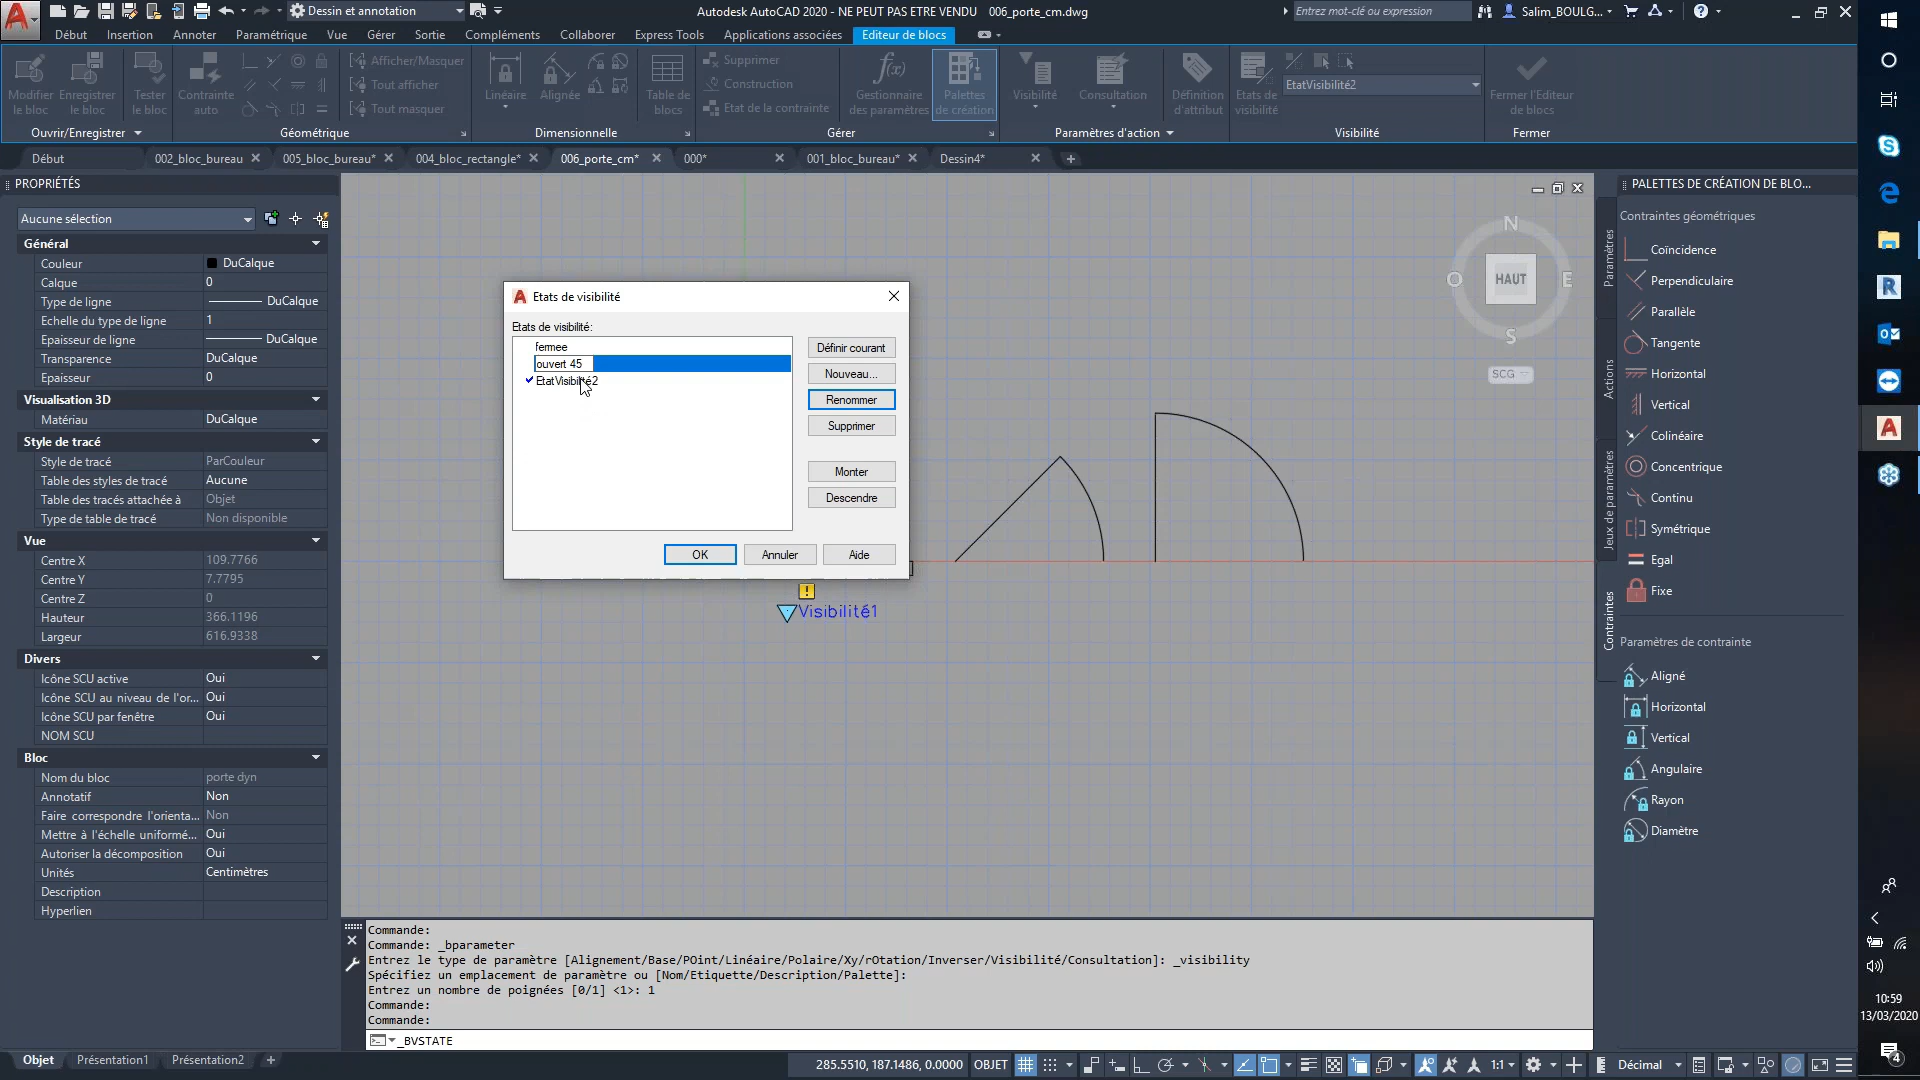 Dessin et annotation
Autodesk AutoCAD 2020 - NE PEUT PAS ETRE VENDU 006_porte_cm.dwg
Entrez mot-clé ou expression
Salim_BOULG...
Début Insertion Annoter Paramétrique Vue Gérer Sortie Compléments Collaborer Express Tools Applications associées Editeur de blocs
Modifier le bloc
Enregistrer le bloc
Tester le bloc
Contrainte auto
Afficher/Masquer
Tout afficher
Tout masquer
Linéaire
Alignée
Table de blocs
Supprimer
Construction
Etat de la contrainte
f(x)
Gestionnaire des paramètres
Palettes de création
Visibilité
Consultation
Définition d'attribut
Etats de visibilité
EtatVisibilité2
Fermer l'Editeur de blocs
Ouvrir/Enregistrer
Géométrique
Dimensionnelle
Gérer
Paramètres d'action
Visibilité
Fermer
Début 002_bloc_bureau 005_bloc_bureau* 004_bloc_rectangle* 006_porte_cm* 000* 001_bloc_bureau* Dessin4*
PROPRIÉTÉS
Aucune sélection
Général
Couleur DuCalque
Calque 0
Type de ligne DuCalque
Echelle du type de ligne 1
Epaisseur de ligne DuCalque
Transparence DuCalque
Epaisseur 0
Visualisation 3D
Matériau DuCalque
Style de tracé
Style de tracé ParCouleur
Table des styles de tracé Aucune
Table des tracés attachée à Objet
Type de table de tracé Non disponible
Vue
Centre X 109.7766
Centre Y 7.7795
Centre Z 0
Hauteur 366.1196
Largeur 616.9338
Divers
Icône SCU active Oui
Icône SCU au niveau de l'or... Oui
Icône SCU par fenêtre Oui
NOM SCU
Bloc
Nom du bloc porte dyn
Annotatif Non
Faire correspondre l'orienta... Non
Mettre à l'échelle uniformé... Oui
Autoriser la décomposition Oui
Unités Centimètres
Description
Hyperlien
Etats de visibilité
Etats de visibilité:
fermee
ouvert 45
EtatVisibilité2
Définir courant
Nouveau...
Renommer
Supprimer
Monter
Descendre
OK
Annuler
Aide
!
Visibilité1
N
O
HAUT
E
S
SCG
PALETTES DE CRÉATION DE BLO...
Paramètres
Actions
Jeux de paramètres
Contraintes
Contraintes géométriques
Coïncidence
Perpendiculaire
Parallèle
Tangente
Horizontal
Vertical
Colinéaire
Concentrique
Continu
Symétrique
Egal
Fixe
Paramètres de contrainte
Aligné
Horizontal
Vertical
Angulaire
Rayon
Diamètre
Commande:
Commande: _bparameter
Entrez le type de paramètre [Alignement/Base/POint/Linéaire/Polaire/Xy/rOtation/Inverser/Visibilité/Consultation]: _visibility
Spécifiez un emplacement de paramètre ou [Nom/Etiquette/Description/Palette]:
Entrez un nombre de poignées [0/1] <1>: 1
Commande:
Commande:
_BVSTATE
Objet Présentation1 Présentation2
285.5510, 187.1486, 0.0000 OBJET
1:1
Décimal
10:59
13/03/2020
4